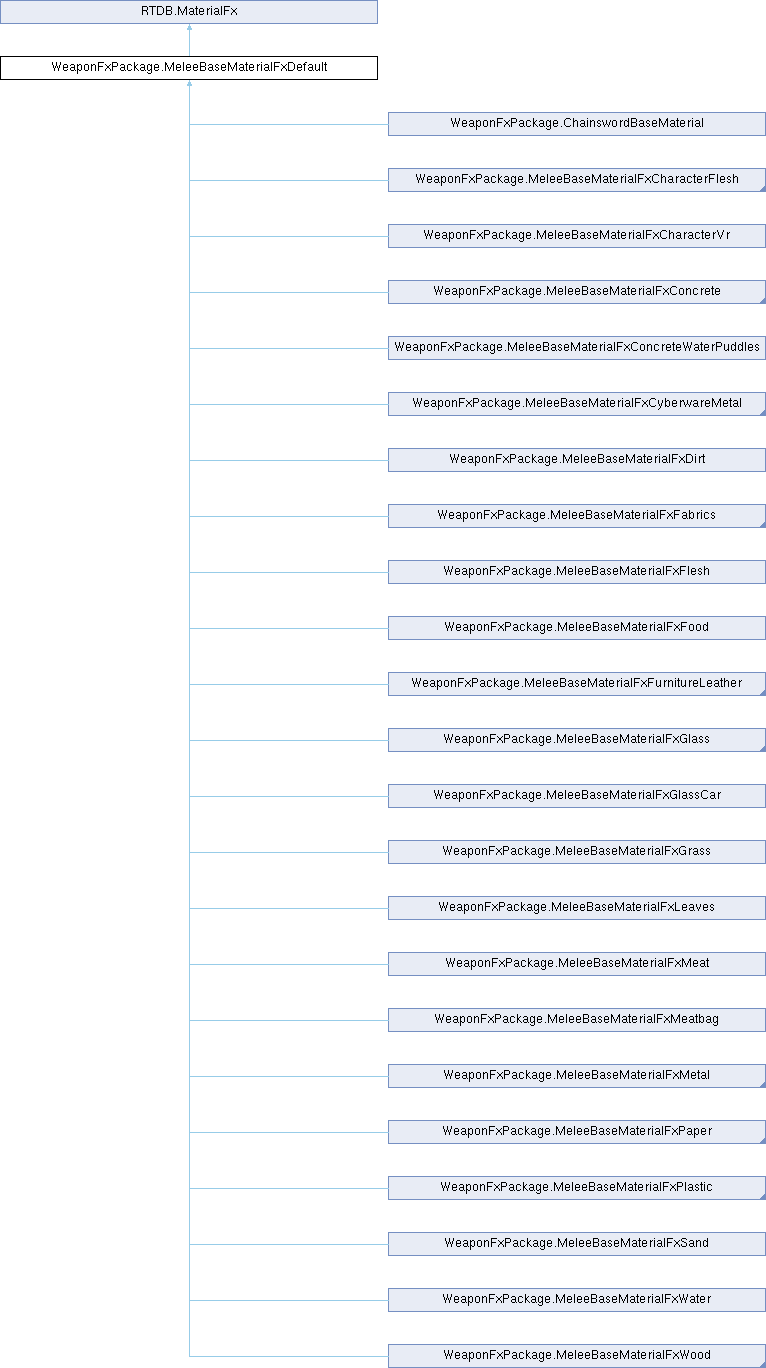 RTDB.MaterialFx
WeaponFxPackage.MeleeBaseMaterialFxDefault
WeaponFxPackage.ChainswordBaseMaterial
WeaponFxPackage.MeleeBaseMaterialFxCharacterFlesh
WeaponFxPackage.MeleeBaseMaterialFxCharacterVr
WeaponFxPackage.MeleeBaseMaterialFxConcrete
WeaponFxPackage.MeleeBaseMaterialFxConcreteWaterPuddles
WeaponFxPackage.MeleeBaseMaterialFxCyberwareMetal
WeaponFxPackage.MeleeBaseMaterialFxDirt
WeaponFxPackage.MeleeBaseMaterialFxFabrics
WeaponFxPackage.MeleeBaseMaterialFxFlesh
WeaponFxPackage.MeleeBaseMaterialFxFood
WeaponFxPackage.MeleeBaseMaterialFxFurnitureLeather
WeaponFxPackage.MeleeBaseMaterialFxGlass
WeaponFxPackage.MeleeBaseMaterialFxGlassCar
WeaponFxPackage.MeleeBaseMaterialFxGrass
WeaponFxPackage.MeleeBaseMaterialFxLeaves
WeaponFxPackage.MeleeBaseMaterialFxMeat
WeaponFxPackage.MeleeBaseMaterialFxMeatbag
WeaponFxPackage.MeleeBaseMaterialFxMetal
WeaponFxPackage.MeleeBaseMaterialFxPaper
WeaponFxPackage.MeleeBaseMaterialFxPlastic
WeaponFxPackage.MeleeBaseMaterialFxSand
WeaponFxPackage.MeleeBaseMaterialFxWater
WeaponFxPackage.MeleeBaseMaterialFxWood